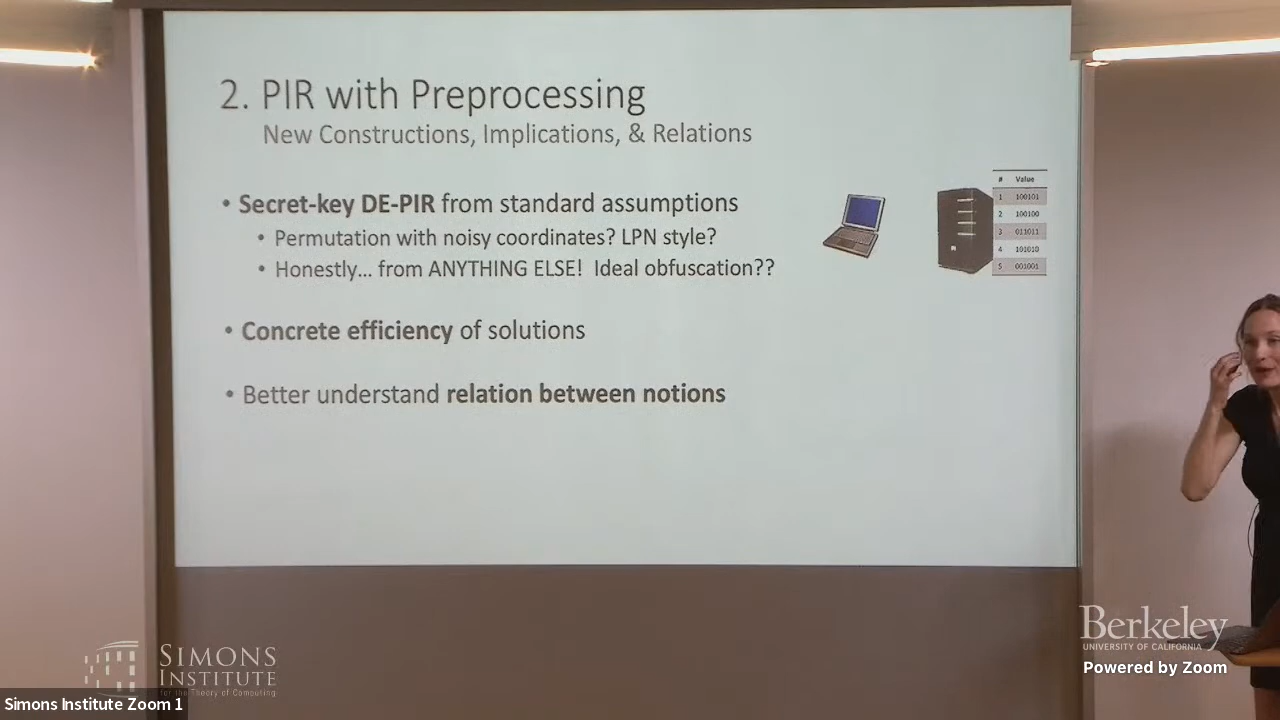 2. PIR with Preprocessing
New Constructions, Implications, & Relations
• Secret-key DE-PIR from standard assumptions
• Permutation with noisy coordinates? LPN style?
• Honestly... from ANYTHING ELSE! Ideal obfuscation??
• Concrete efficiency of solutions
• Better understand relation between notions
# Value
1 100101
2 100100
3 011011
4 101010
5 001001
SIMONS
INSTITUTE
for the Theory of Computing
Simons Institute Zoom 1
Berkeley
UNIVERSITY OF CALIFORNIA
Powered by Zoom